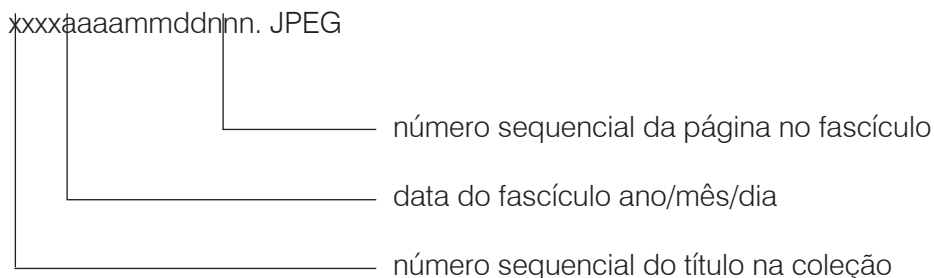 xxxxaaaammddnnn. JPEG
número sequencial da página no fascículo
data do fascículo ano/mês/dia
número sequencial do título na coleção